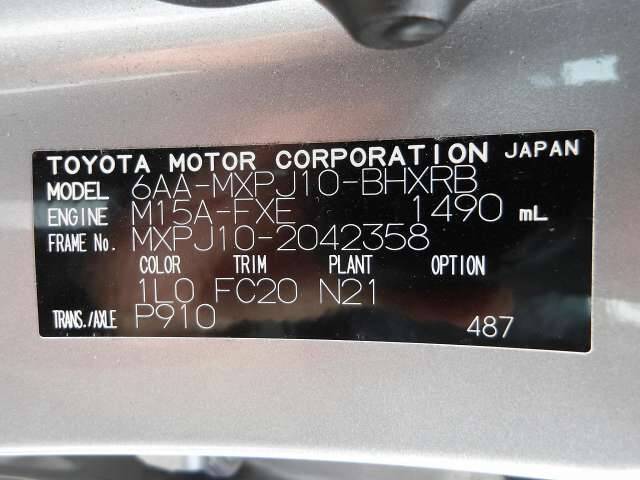 TOYOTA MOTOR CORPORATION JAPAN
MODEL 6AA-MXPJ10-BHXRB
ENGINE M15A-FXE 1490 mL
FRAME No. MXPJ10-2042358
COLOR TRIM PLANT OPTION
1L0 FC20 N21
TRANS./AXLE P910
487